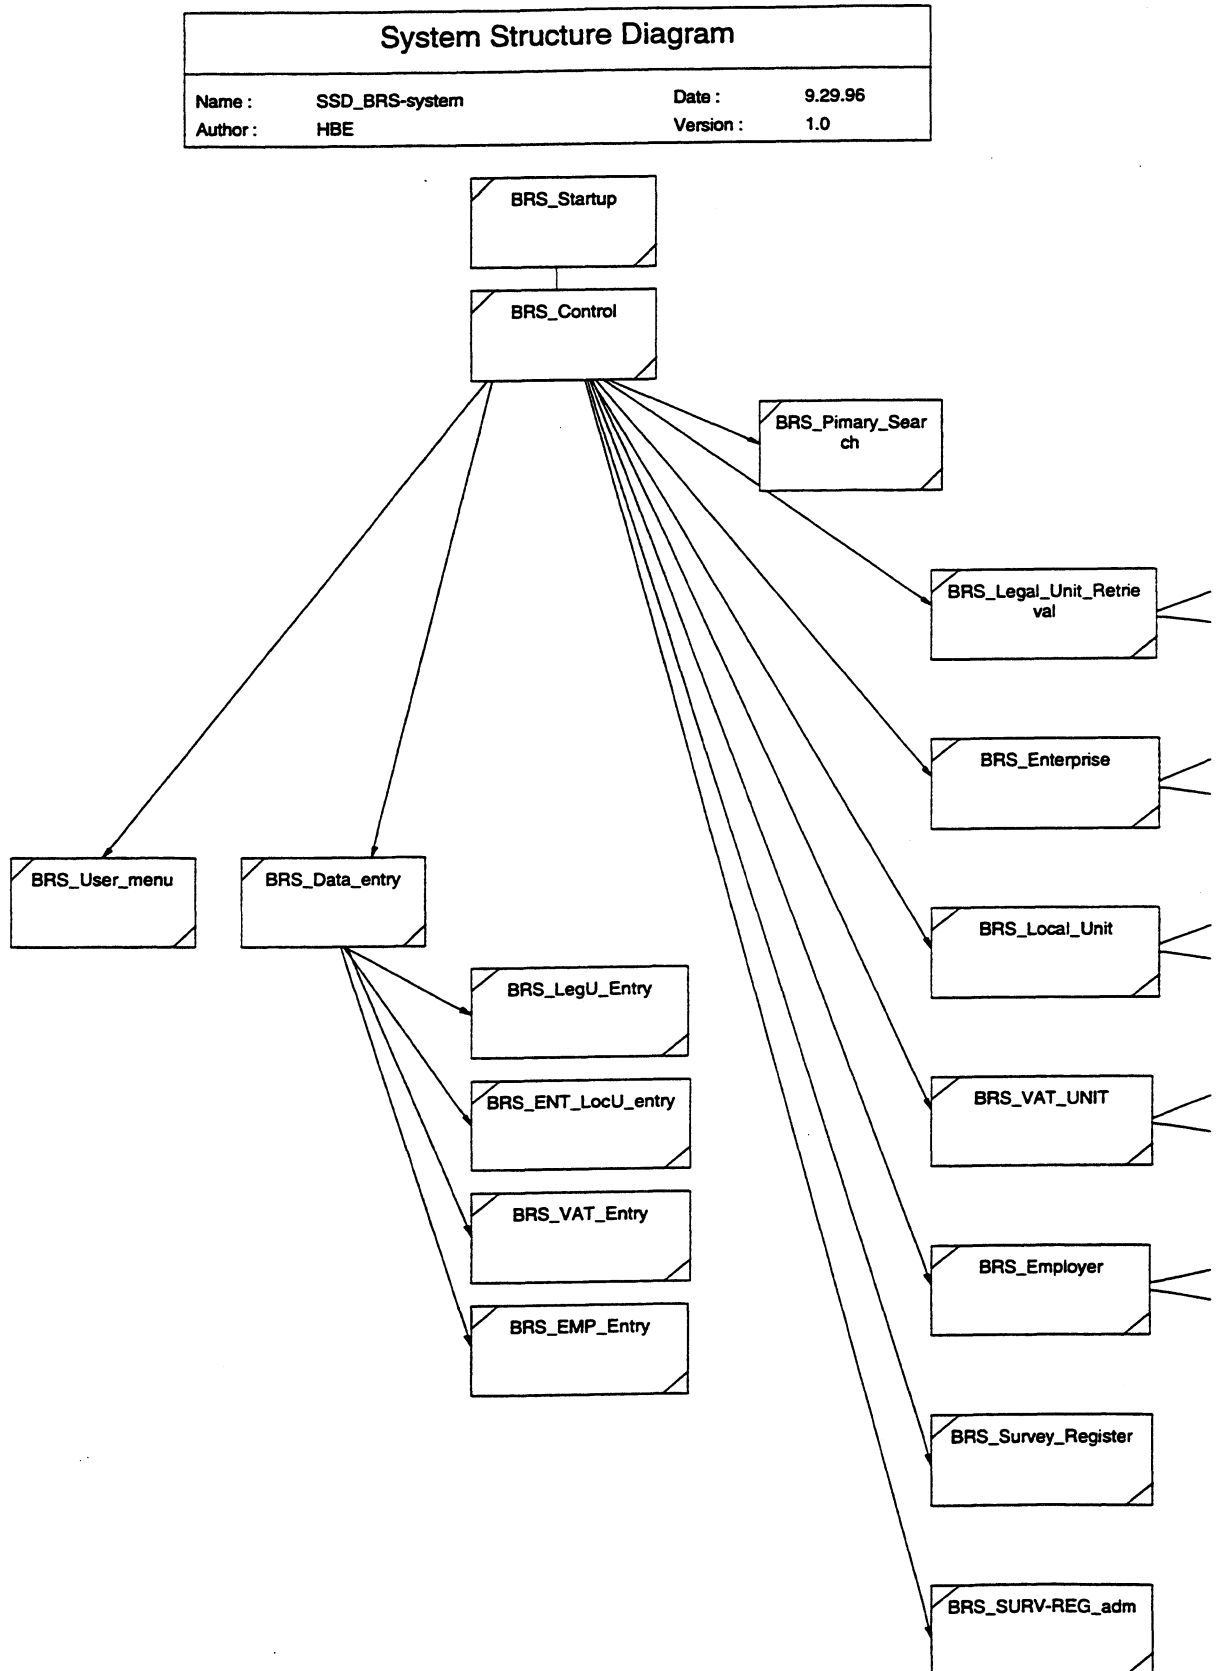 System Structure Diagram
Name : SSD_BRS-system Date : 9.29.96
Author : HBE Version : 1.0
BRS_Startup
BRS_Control
BRS_Pimary_Sear
ch
BRS_Legal_Unit_Retrie
val
BRS_Enterprise
BRS_User_menu
BRS_Data_entry
BRS_Local_Unit
BRS_LegU_Entry
BRS_ENT_LocU_entry
BRS_VAT_UNIT
BRS_VAT_Entry
BRS_Employer
BRS_EMP_Entry
BRS_Survey_Register
BRS_SURV-REG_adm